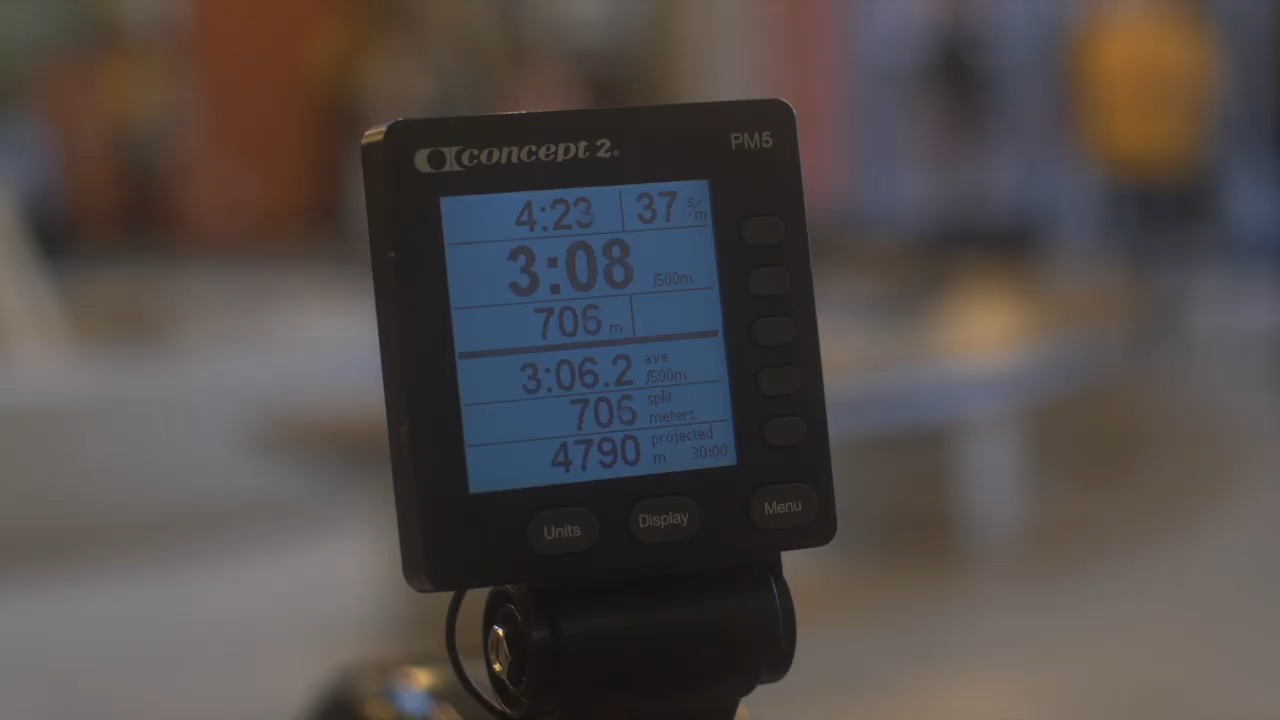 concept 2.
PM5
4:23 37 s/m
3:08 /500m
706 m
3:06.2 ave /500m
706 split meters
4790 projected m 30:00
Units Display Menu